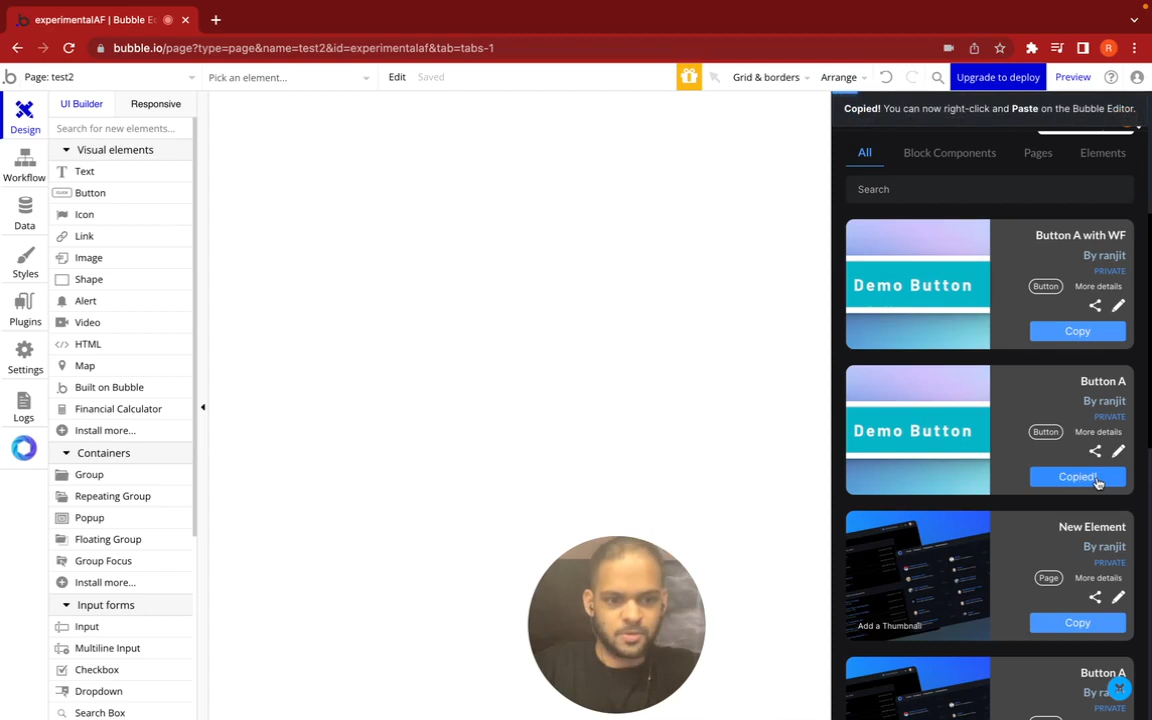 experimentalAF | Bubble Ec
bubble.io/page?type=page&name=test2&id=experimentalaf&tab=tabs-1
R
Page: test2
Pick an element...
Edit
Saved
Grid & borders
Arrange
Upgrade to deploy
Preview
Design
Workflow
Data
Styles
Plugins
Settings
Logs
UI Builder
Responsive
Search for new elements...
Visual elements
Text
CLICK
Button
Icon
Link
Image
Shape
Alert
Video
</> HTML
Map
Built on Bubble
Financial Calculator
Install more...
Containers
Group
Repeating Group
Popup
Floating Group
Group Focus
Install more...
Input forms
Input
Multiline Input
Checkbox
Dropdown
Search Box
Copied! You can now right-click and Paste on the Bubble Editor.
All
Block Components
Pages
Elements
Search
Demo Button
Button A with WF
By ranjit
PRIVATE
Button
More details
Copy
Demo Button
Button A
By ranjit
PRIVATE
Button
More details
Copied!
Add a Thumbnail
New Element
By ranjit
PRIVATE
Page
More details
Copy
Button A
By ra
PRIVATE